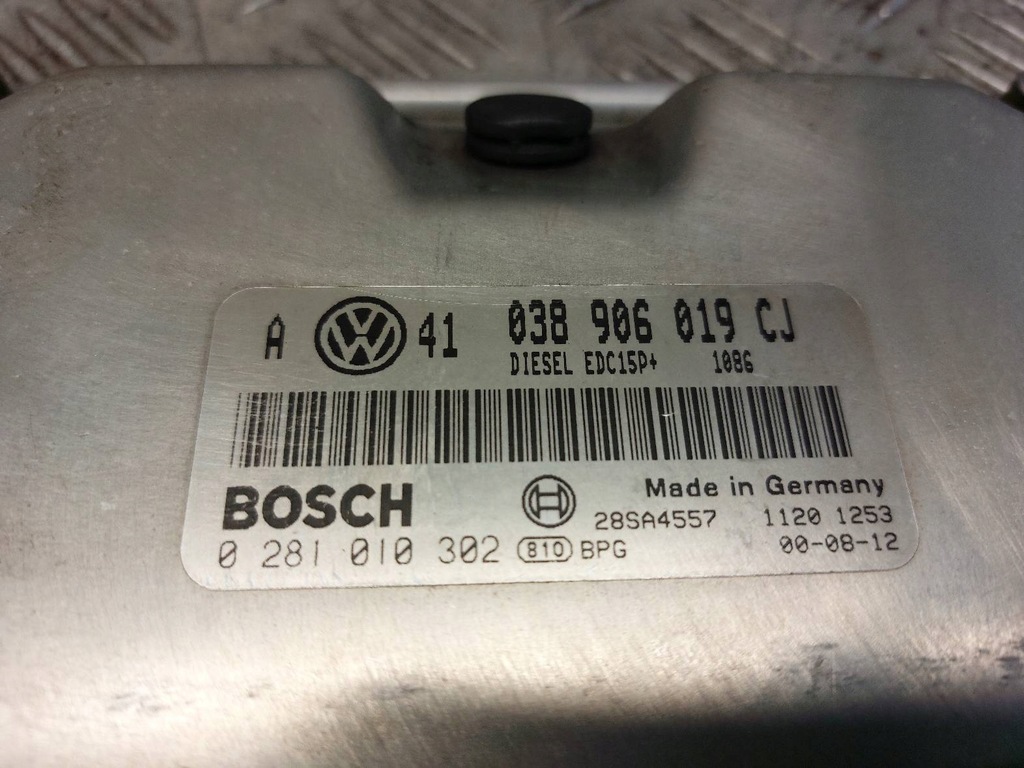 A VW 41 038 906 019 CJ
DIESEL EDC15P+ 1086
BOSCH Made in Germany
28SA4557 1120 1253
0 281 010 302 810 BPG 00-08-12